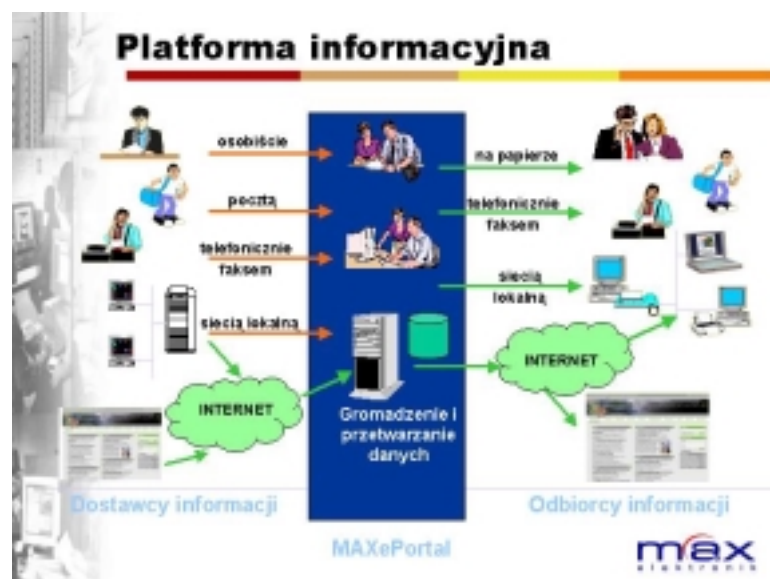 Platforma informacyjna
osobiście
pocztą
telefonicznie
faksem
siecią lokalną
INTERNET
Gromadzenie i
przetwarzanie
danych
na papierze
telefonicznie
faksem
siecią
lokalną
INTERNET
Dostawcy informacji
MAXePortal
Odbiorcy informacji
max
elektronik